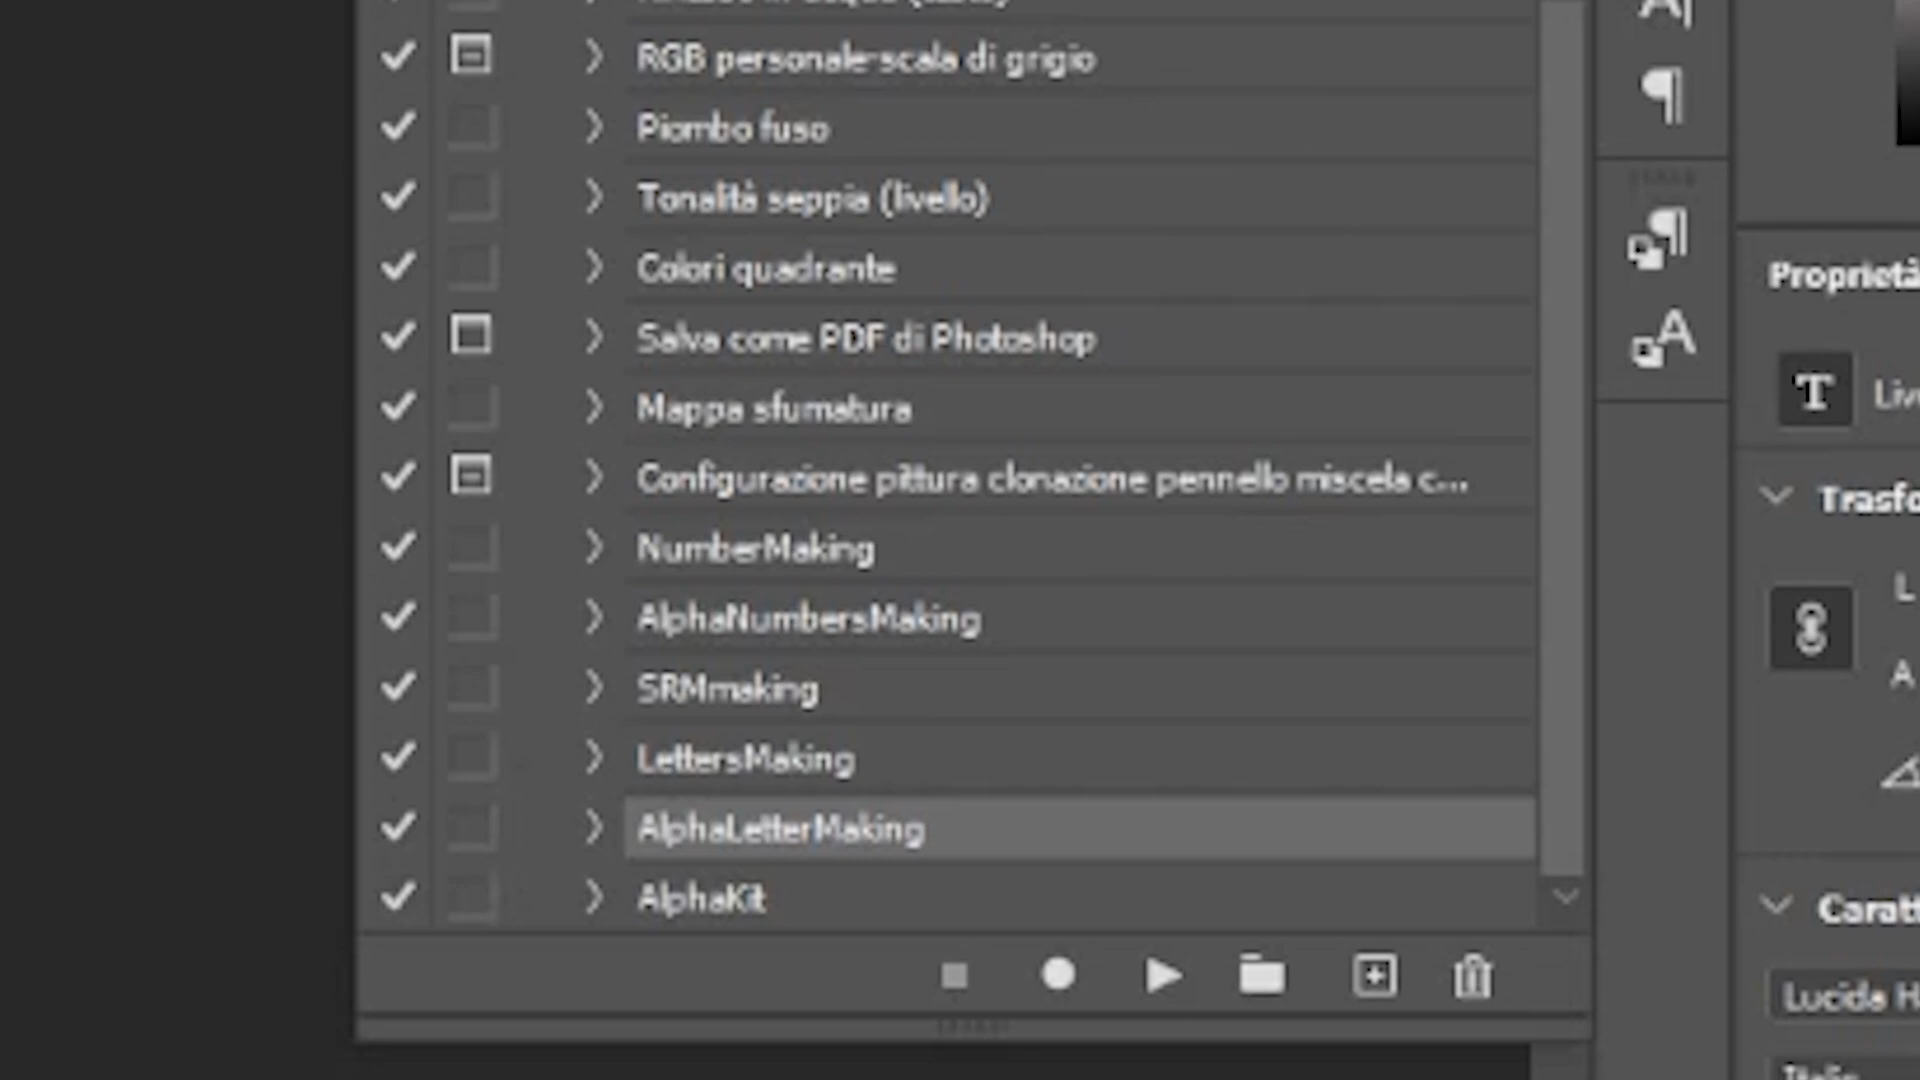 RGB personale-scala di grigio
Piombo fuso
Tonalità seppia (livello)
Colori quadrante
Salva come PDF di Photoshop
Mappa sfumatura
Configurazione pittura clonazione pennello miscela c...
NumberMaking
AlphaNumbersMaking
SRMmaking
LettersMaking
AlphaLetterMaking
AlphaKit
Proprietà
T Liv
Trasfo
L
A
Caratt
Lucida H